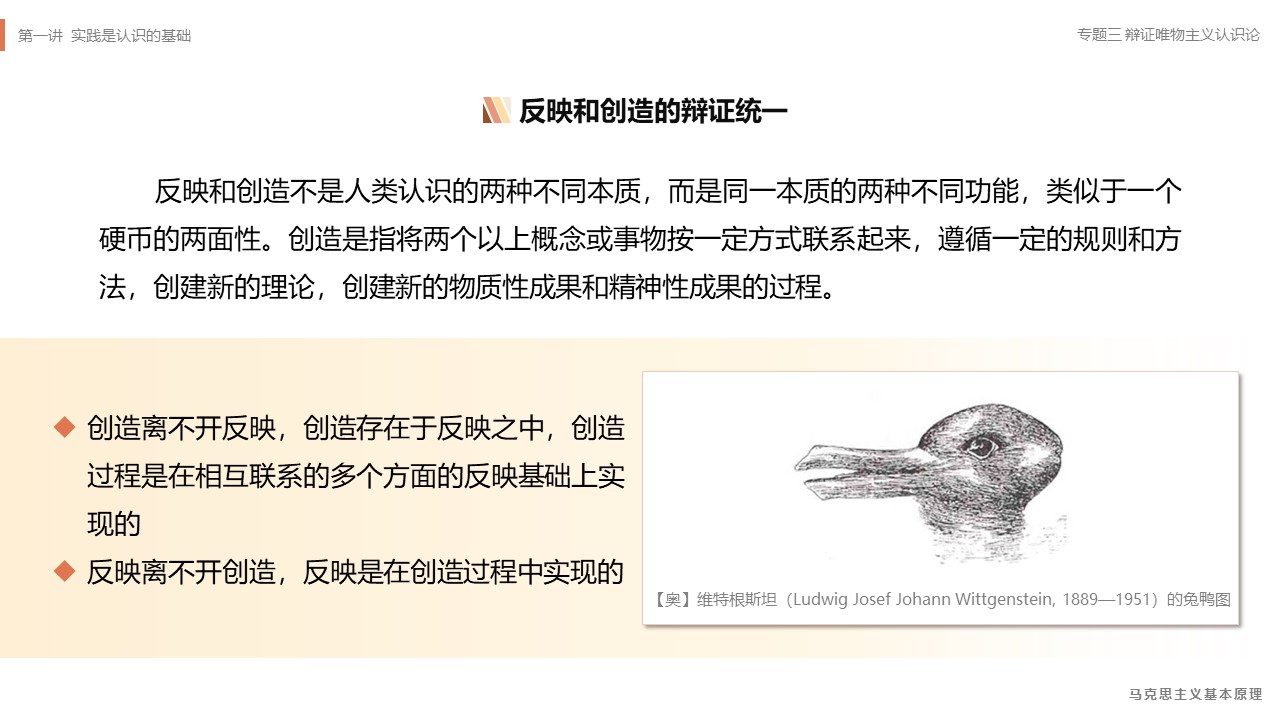 第一讲 实践是认识的基础
专题三 辩证唯物主义认识论
反映和创造的辩证统一
反映和创造不是人类认识的两种不同本质，而是同一本质的两种不同功能，类似于一个
硬币的两面性。创造是指将两个以上概念或事物按一定方式联系起来，遵循一定的规则和方
法，创建新的理论，创建新的物质性成果和精神性成果的过程。
创造离不开反映，创造存在于反映之中，创造
过程是在相互联系的多个方面的反映基础上实
现的
反映离不开创造，反映是在创造过程中实现的
【奥】维特根斯坦（Ludwig Josef Johann Wittgenstein, 1889—1951）的兔鸭图
马克思主义基本原理